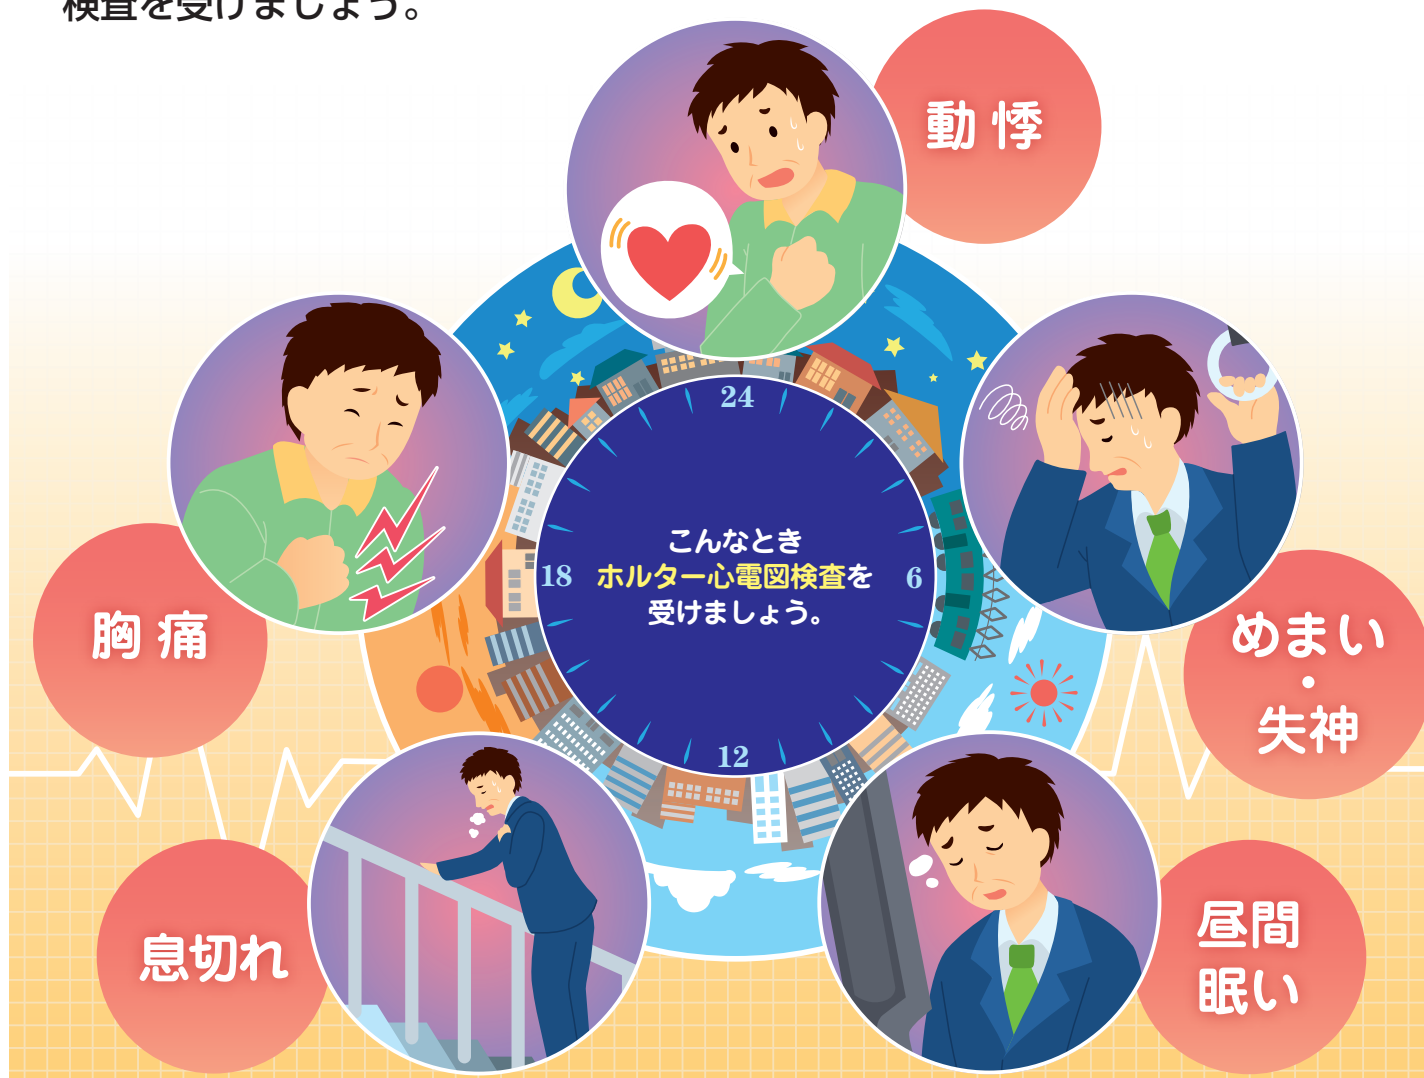 検査を受けましょう。
動悸
胸痛
めまい
・
失神
息切れ
昼間
眠い
24
18
6
12
こんなとき
ホルター心電図検査を
受けましょう。